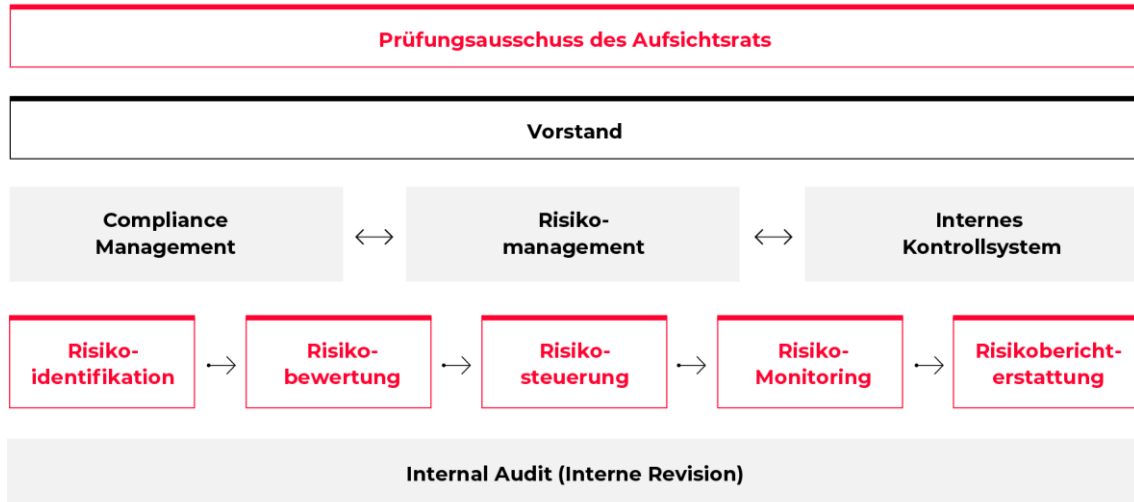 Prüfungsausschuss des Aufsichtsrats
Vorstand
Compliance
Management
Risiko-
management
Internes
Kontrollsystem
Risiko-
identifikation
Risiko-
bewertung
Risiko-
steuerung
Risiko-
Monitoring
Risikobericht-
erstattung
Internal Audit (Interne Revision)